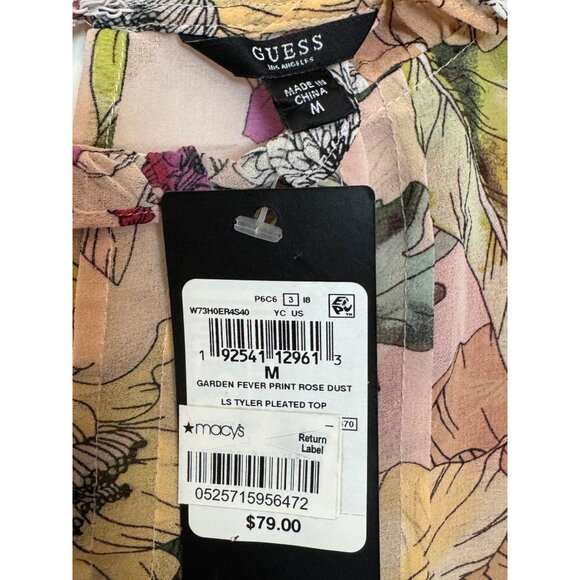 GUESS
LOS ANGELES
MADE IN
CHINA
M
P6C6 3 I8
W73H0ER4S40 YC US
1 92541 12961 3
M
GARDEN FEVER PRINT ROSE DUST
LS TYLER PLEATED TOP
670
★macy's
Return
Label
0525715956472
$79.00